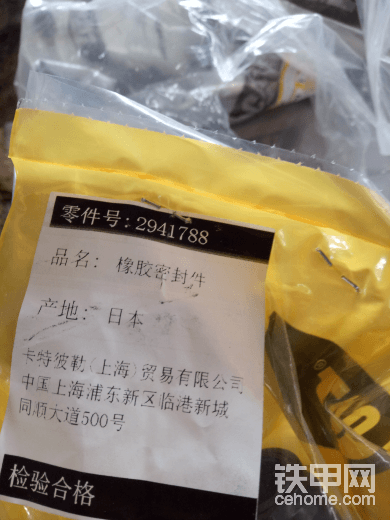 零件号: 2941788
品名: 橡胶密封件
产地: 日本
卡特彼勒(上海)贸易有限公司
中国上海浦东新区临港新城
同顺大道500号
检验合格
铁甲网
cehome.com